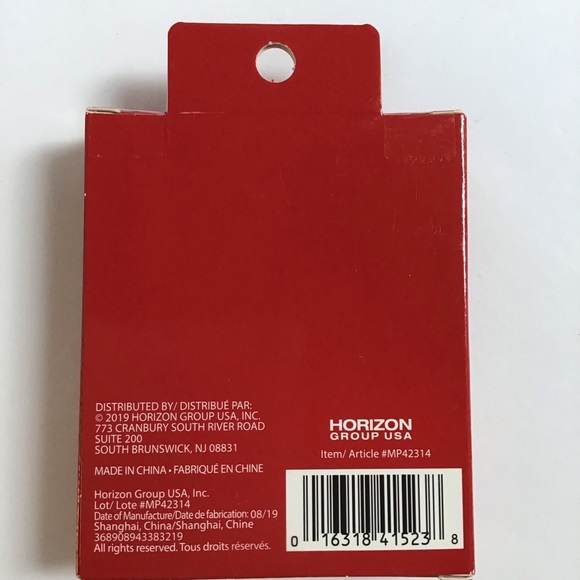 DISTRIBUTED BY/ DISTRIBUÉ PAR:
© 2019 HORIZON GROUP USA, INC.
773 CRANBURY SOUTH RIVER ROAD
SUITE 200
SOUTH BRUNSWICK, NJ 08831
MADE IN CHINA • FABRIQUÉ EN CHINE
Horizon Group USA, Inc.
Lot/ Lote #MP42314
Date of Manufacture/Date de fabrication: 08/19
Shanghai, China/Shanghai, Chine
368908943383219
All rights reserved. Tous droits réservés.
HORIZON
GROUP USA
Item/ Article #MP42314
0 16318 41523 8